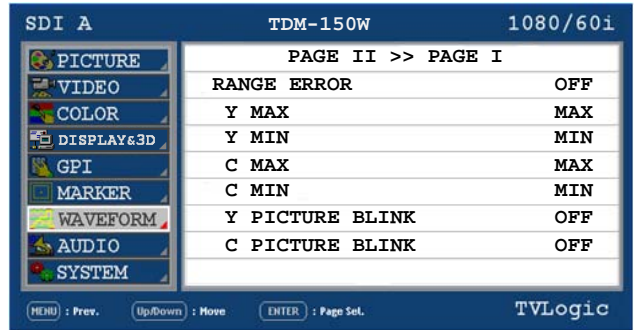 SDI A TDM-150W 1080/60i
PICTURE
VIDEO
COLOR
DISPLAY&3D
GPI
MARKER
WAVEFORM
AUDIO
SYSTEM
PAGE II >> PAGE I
RANGE ERROR OFF
Y MAX MAX
Y MIN MIN
C MAX MAX
C MIN MIN
Y PICTURE BLINK OFF
C PICTURE BLINK OFF
MENU : Prev. Up/Down : Move ENTER : Page Sel. TVLogic